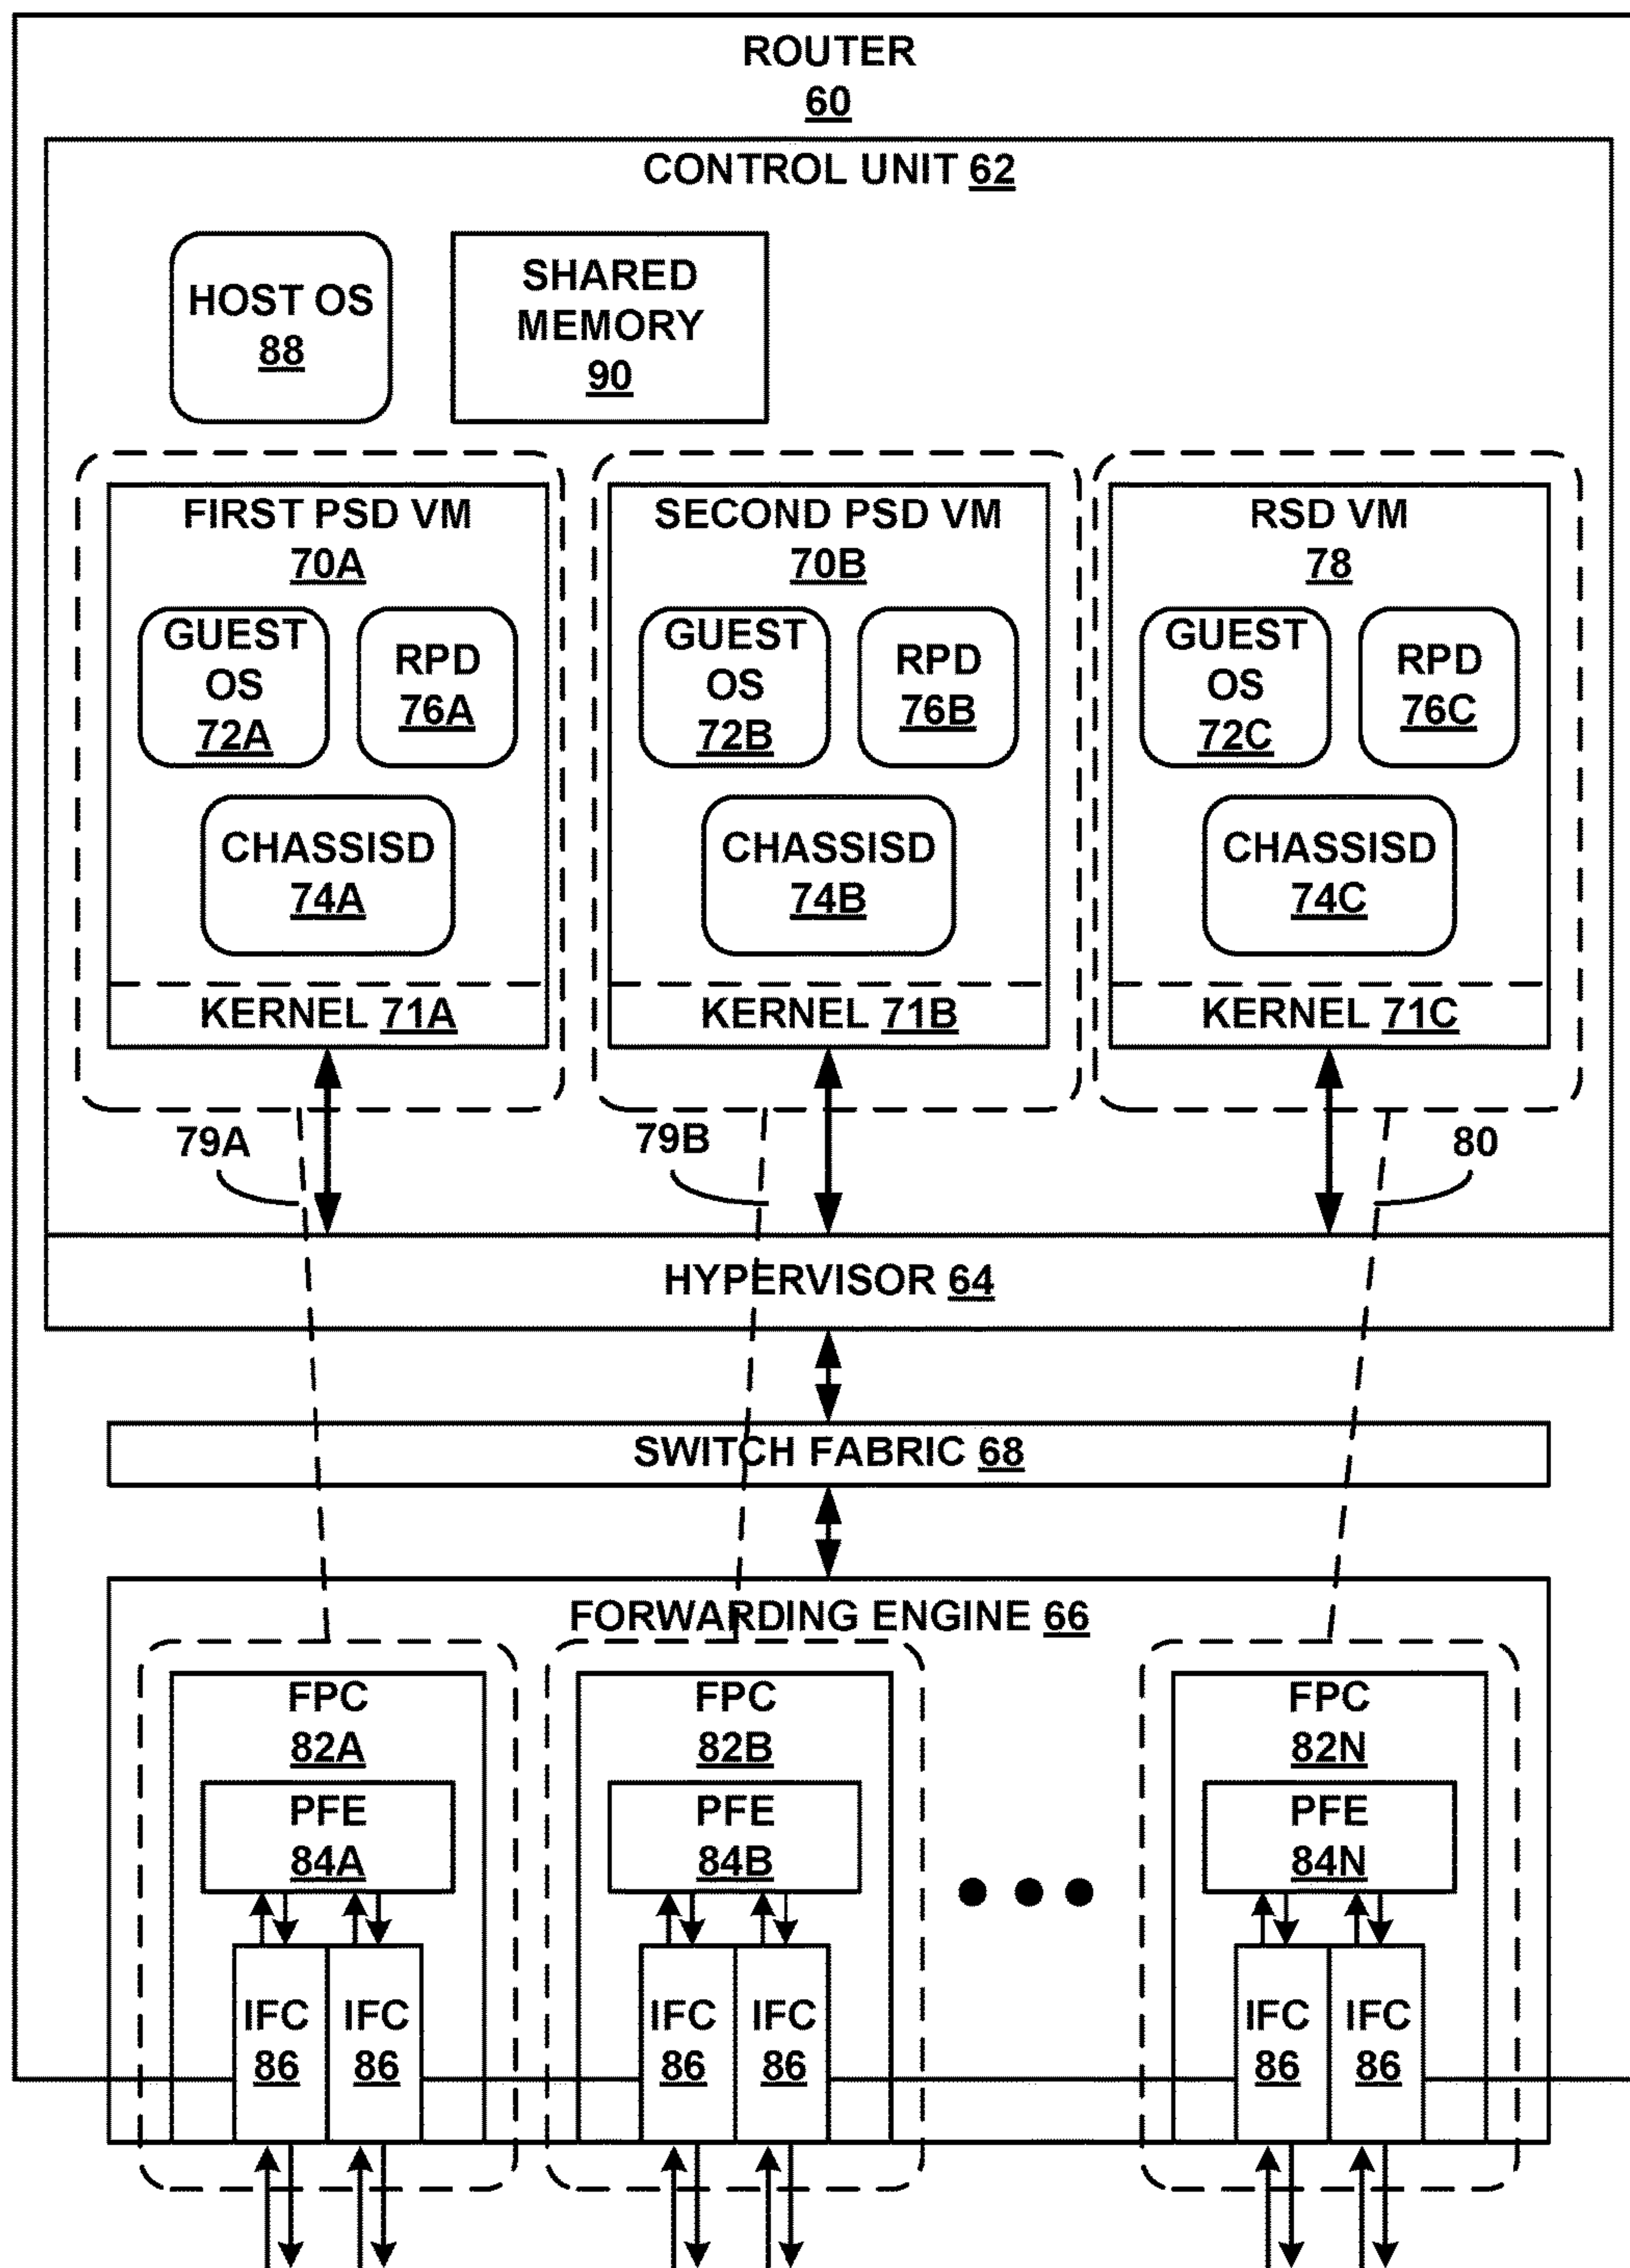 ROUTER
60
CONTROL UNIT 62
HOST OS
88
SHARED
MEMORY
90
FIRST PSD VM
70A
GUEST
OS
72A
RPD
76A
CHASSISD
74A
KERNEL 71A
SECOND PSD VM
70B
GUEST
OS
72B
RPD
76B
CHASSISD
74B
KERNEL 71B
RSD VM
78
GUEST
OS
72C
RPD
76C
CHASSISD
74C
KERNEL 71C
79A
79B
80
HYPERVISOR 64
SWITCH FABRIC 68
FORWARDING ENGINE 66
FPC
82A
PFE
84A
IFC
86
IFC
86
FPC
82B
PFE
84B
IFC
86
IFC
86
FPC
82N
PFE
84N
IFC
86
IFC
86